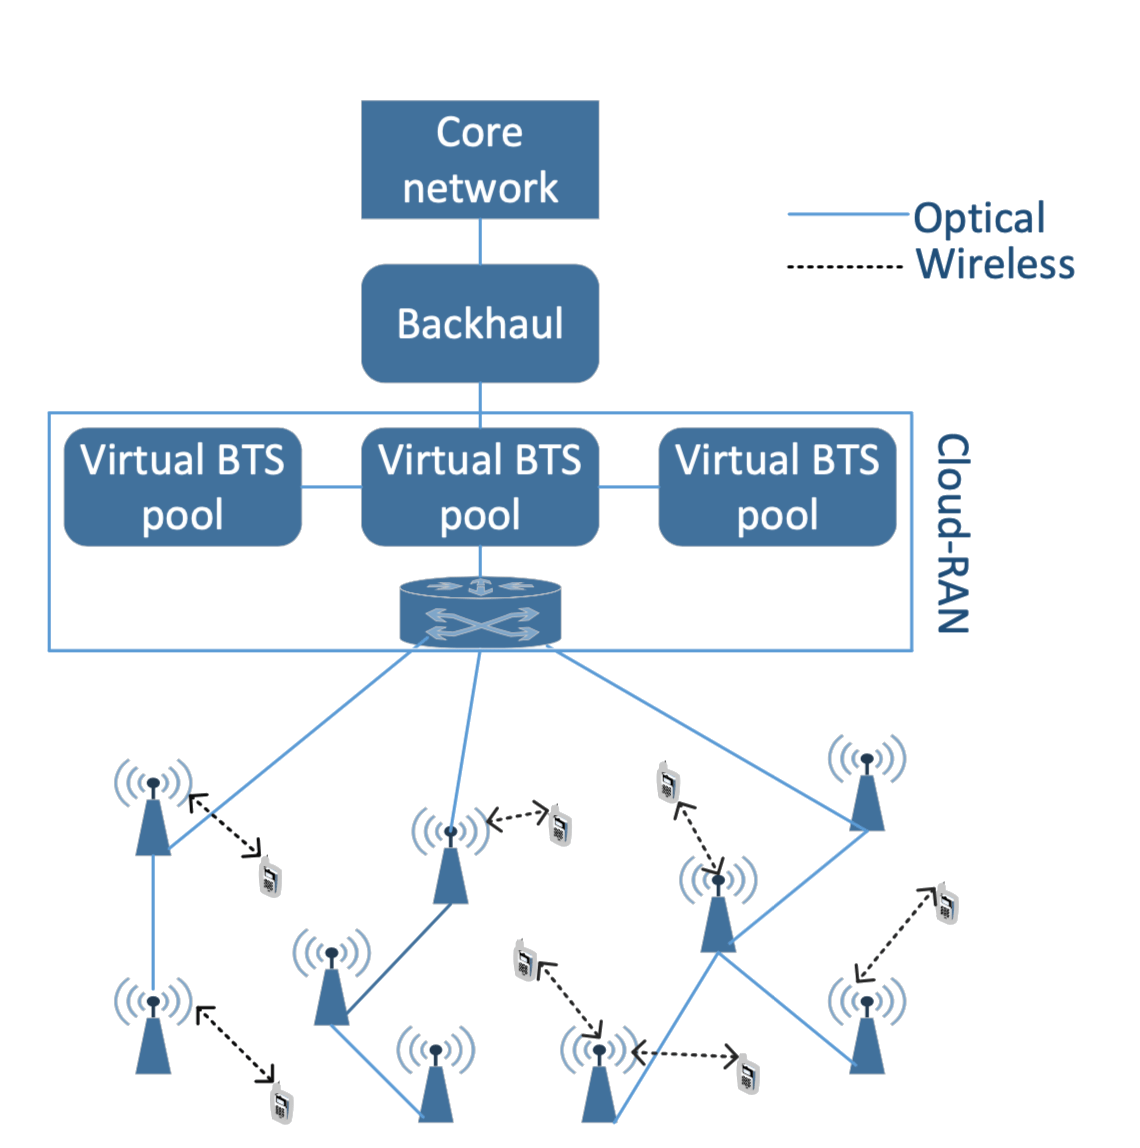 Core
network
Optical
Wireless
Backhaul
Virtual BTS
pool
Virtual BTS
pool
Virtual BTS
pool
Cloud-RAN